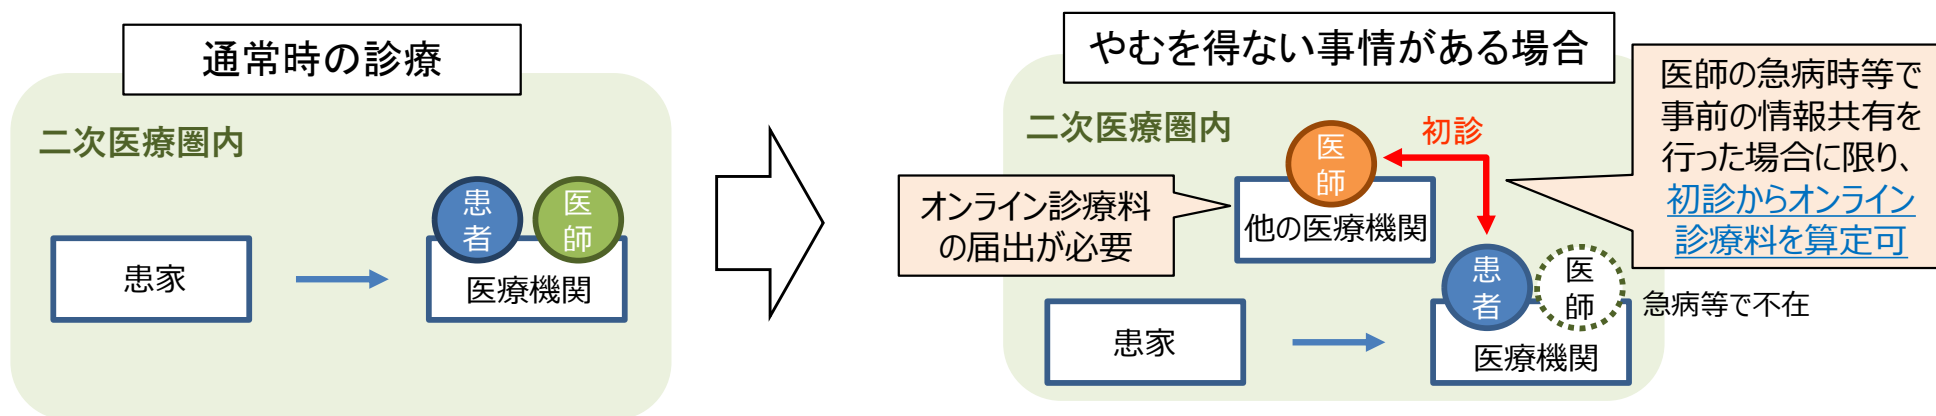 通常時の診療
二次医療圏内
患者
医師
患家
医療機関
やむを得ない事情がある場合
二次医療圏内
医師
初診
医師の急病時等で
事前の情報共有を
行った場合に限り、
初診からオンライン
診療料を算定可
オンライン診療料
の届出が必要
他の医療機関
患者
医師
急病等で不在
患家
医療機関